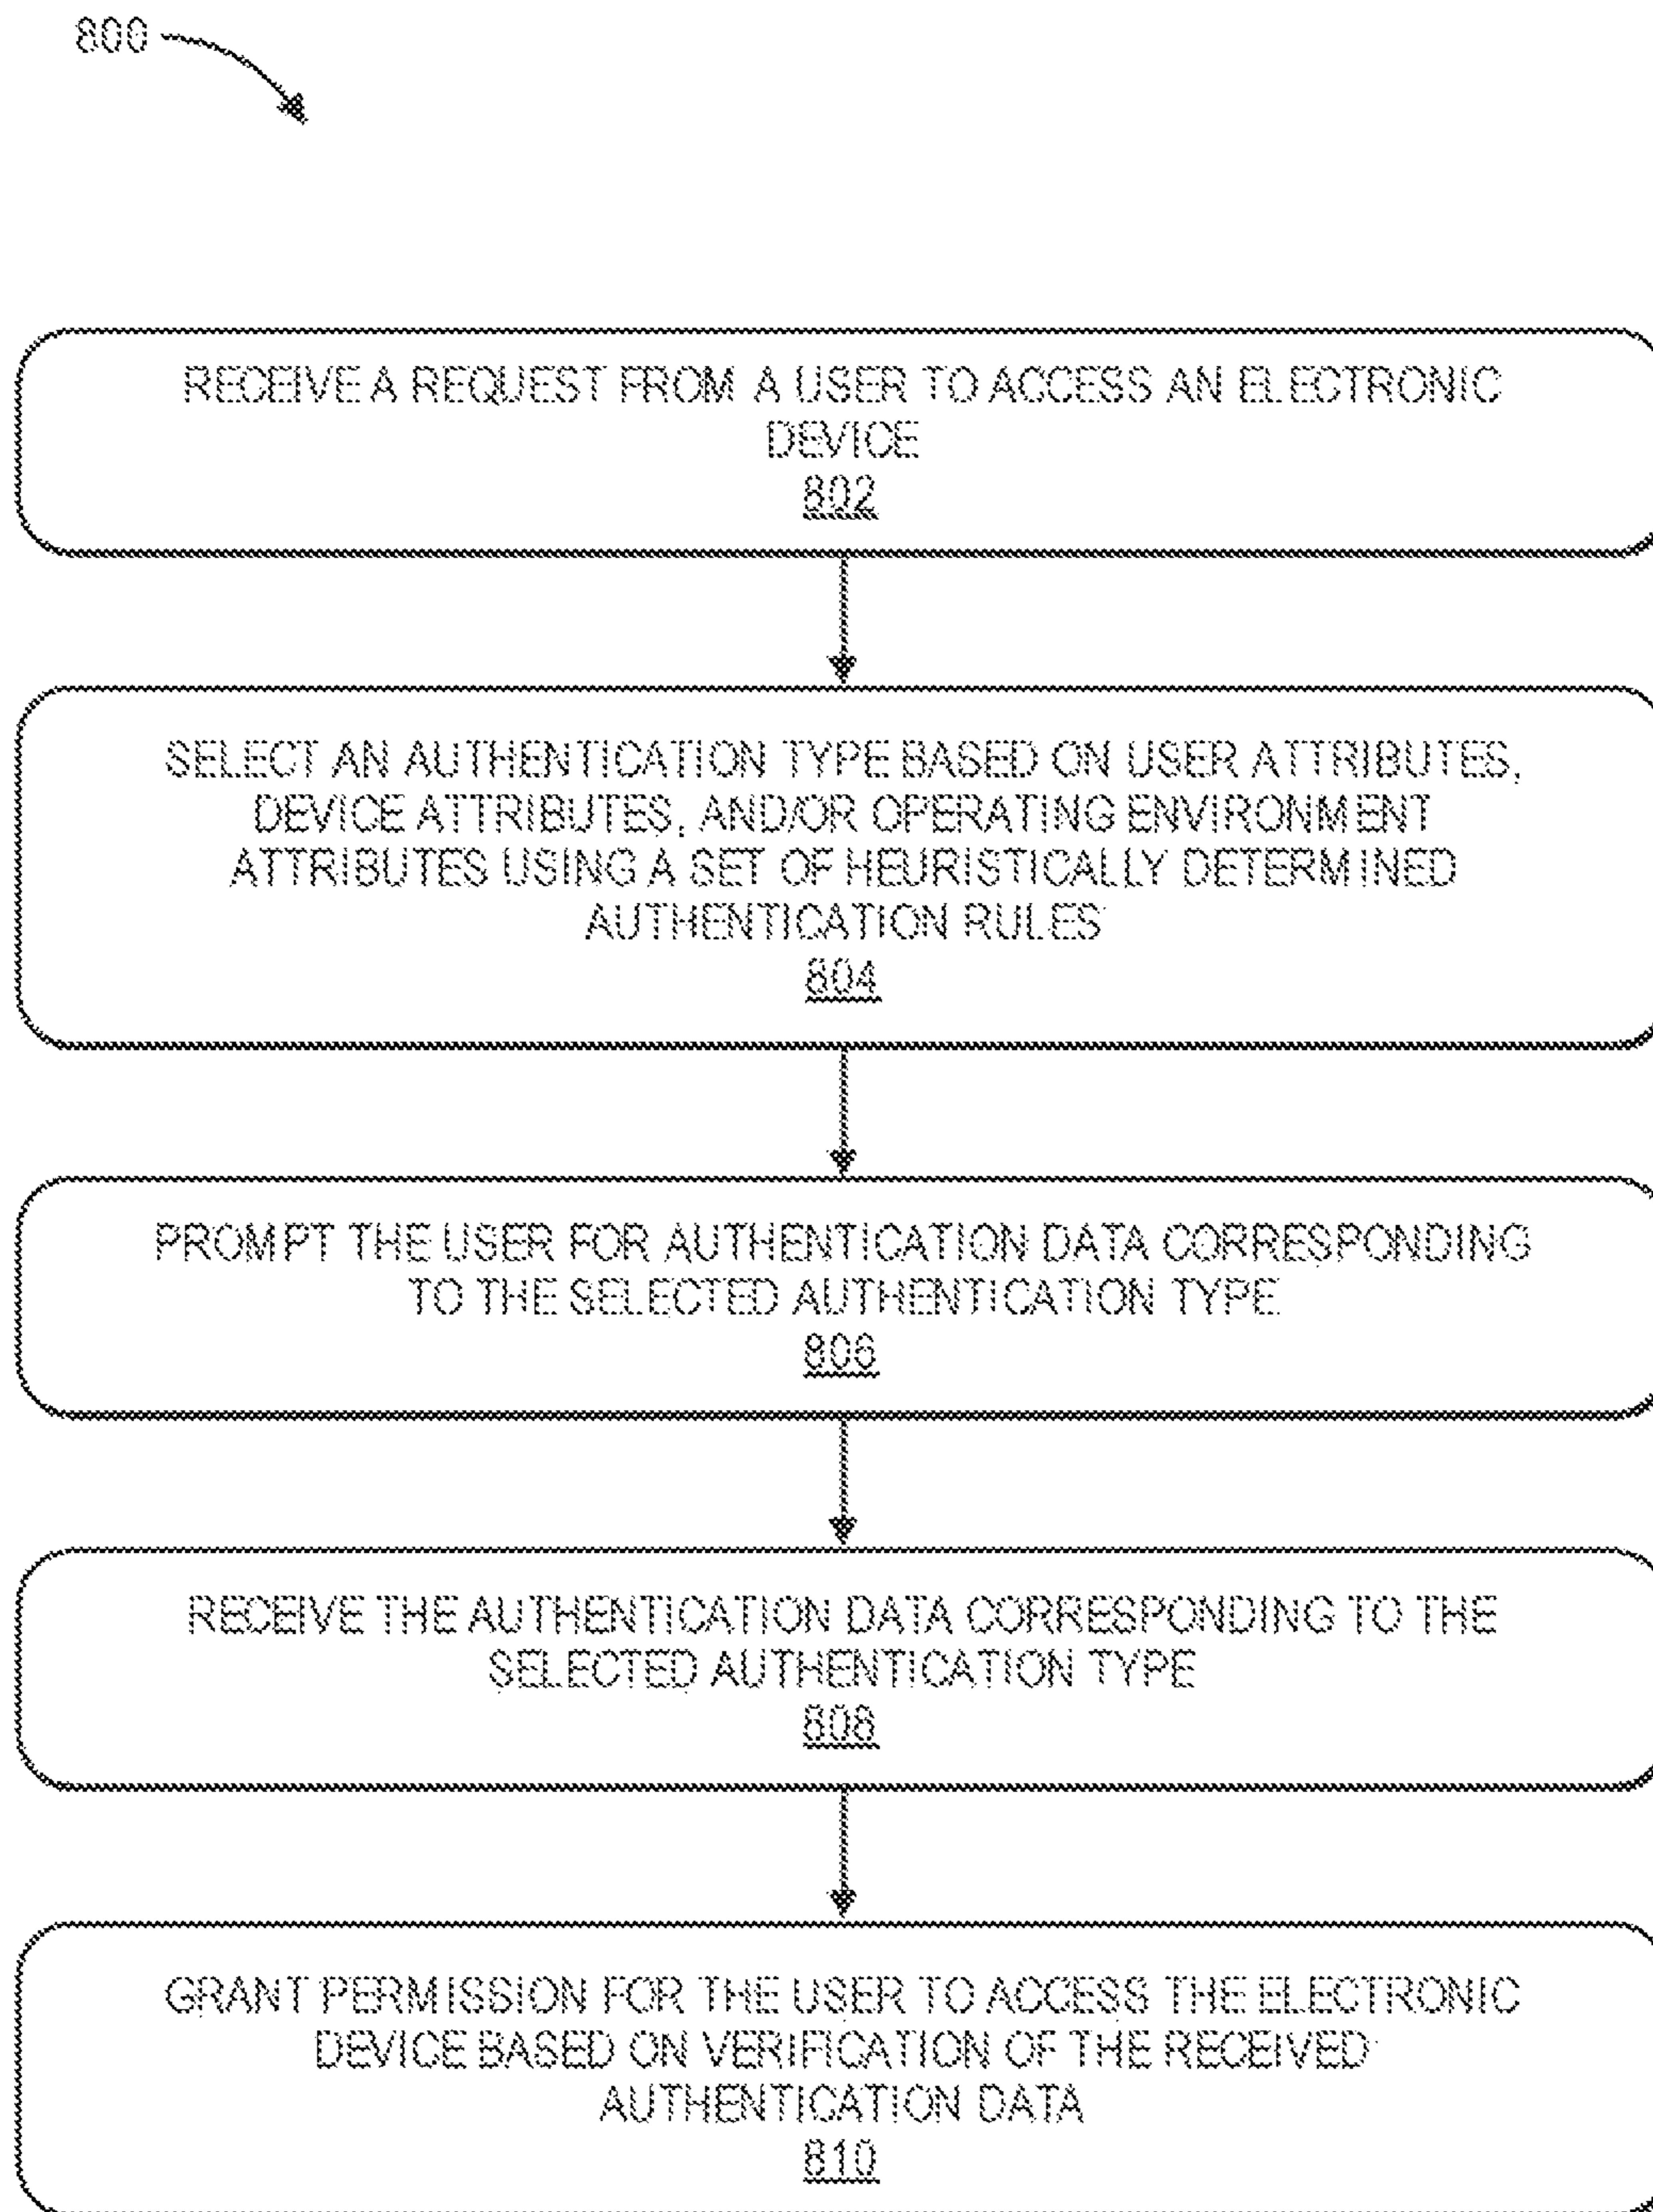 800
RECEIVE A REQUEST FROM A USER TO ACCESS AN ELECTRONIC
DEVICE
802
SELECT AN AUTHENTICATION TYPE BASED ON USER ATTRIBUTES,
DEVICE ATTRIBUTES, AND/OR OPERATING ENVIRONMENT
ATTRIBUTES USING A SET OF HEURISTICALLY DETERMINED
AUTHENTICATION RULES
804
PROMPT THE USER FOR AUTHENTICATION DATA CORRESPONDING
TO THE SELECTED AUTHENTICATION TYPE
806
RECEIVE THE AUTHENTICATION DATA CORRESPONDING TO THE
SELECTED AUTHENTICATION TYPE
808
GRANT PERMISSION FOR THE USER TO ACCESS THE ELECTRONIC
DEVICE BASED ON VERIFICATION OF THE RECEIVED
AUTHENTICATION DATA
810